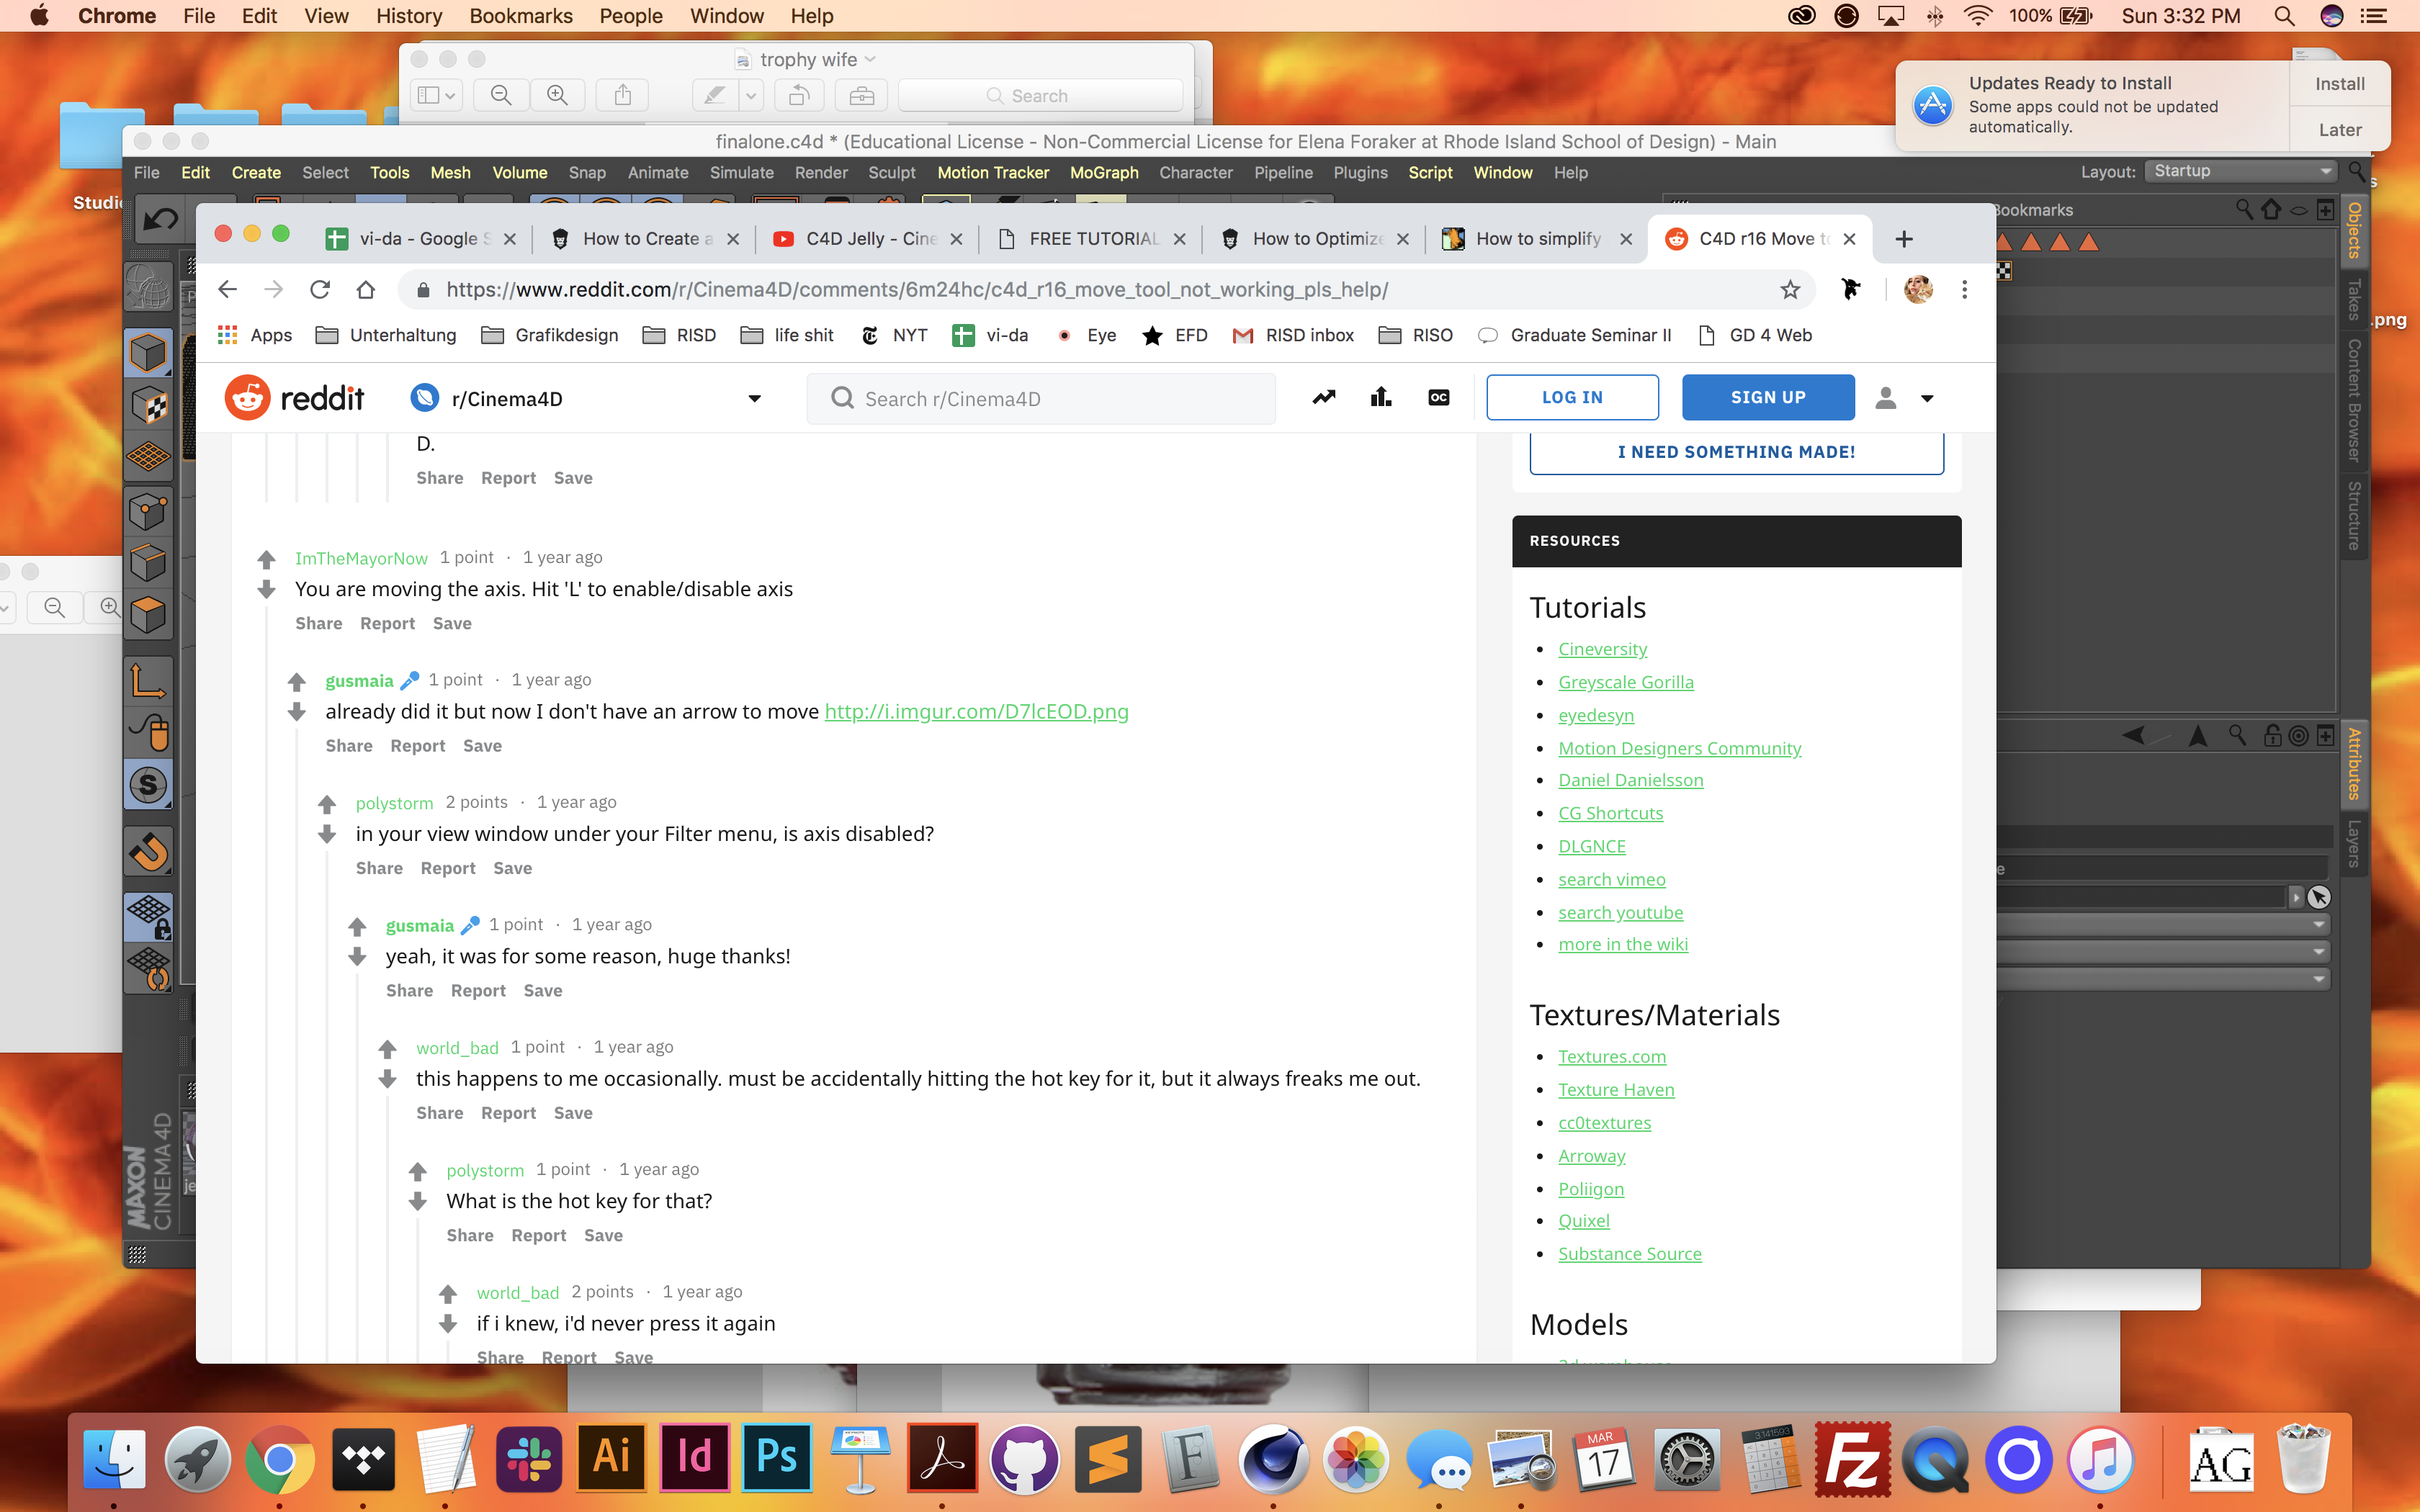 Chrome File Edit View History Bookmarks People Window Help 100% Sun 3:32 PM
trophy wife
Search
Updates Ready to Install
Some apps could not be updated
automatically.
Install
Later
Studi
finalone.c4d * (Educational License - Non-Commercial License for Elena Foraker at Rhode Island School of Design) - Main
File Edit Create Select Tools Mesh Volume Snap Animate Simulate Render Sculpt Motion Tracker MoGraph Character Pipeline Plugins Script Window Help Layout: Startup
Bookmarks
Objects
Takes
Content Browser
Structure
Attributes
Layers
.png
vi-da - Google S How to Create a C4D Jelly - Cine FREE TUTORIAL How to Optimize How to simplify C4D r16 Move to
https://www.reddit.com/r/Cinema4D/comments/6m24hc/c4d_r16_move_tool_not_working_pls_help/
Apps Unterhaltung Grafikdesign RISD life shit NYT vi-da Eye EFD RISD inbox RISO Graduate Seminar II GD 4 Web
reddit r/Cinema4D Search r/Cinema4D OC LOG IN SIGN UP
D.
Share Report Save
ImTheMayorNow 1 point · 1 year ago
You are moving the axis. Hit 'L' to enable/disable axis
Share Report Save
gusmaia 1 point · 1 year ago
already did it but now I don't have an arrow to move http://i.imgur.com/D7lcEOD.png
Share Report Save
polystorm 2 points · 1 year ago
in your view window under your Filter menu, is axis disabled?
Share Report Save
gusmaia 1 point · 1 year ago
yeah, it was for some reason, huge thanks!
Share Report Save
world_bad 1 point · 1 year ago
this happens to me occasionally. must be accidentally hitting the hot key for it, but it always freaks me out.
Share Report Save
polystorm 1 point · 1 year ago
What is the hot key for that?
Share Report Save
world_bad 2 points · 1 year ago
if i knew, i'd never press it again
Share Report Save
I NEED SOMETHING MADE!
RESOURCES
Tutorials
Cineversity
Greyscale Gorilla
eyedesyn
Motion Designers Community
Daniel Danielsson
CG Shortcuts
DLGNCE
search vimeo
search youtube
more in the wiki
Textures/Materials
Textures.com
Texture Haven
cc0textures
Arroway
Poliigon
Quixel
Substance Source
Models
MAXON
CINEMA 4D
je
Ai Id Ps F MAR 17 3.141593 Fz AG